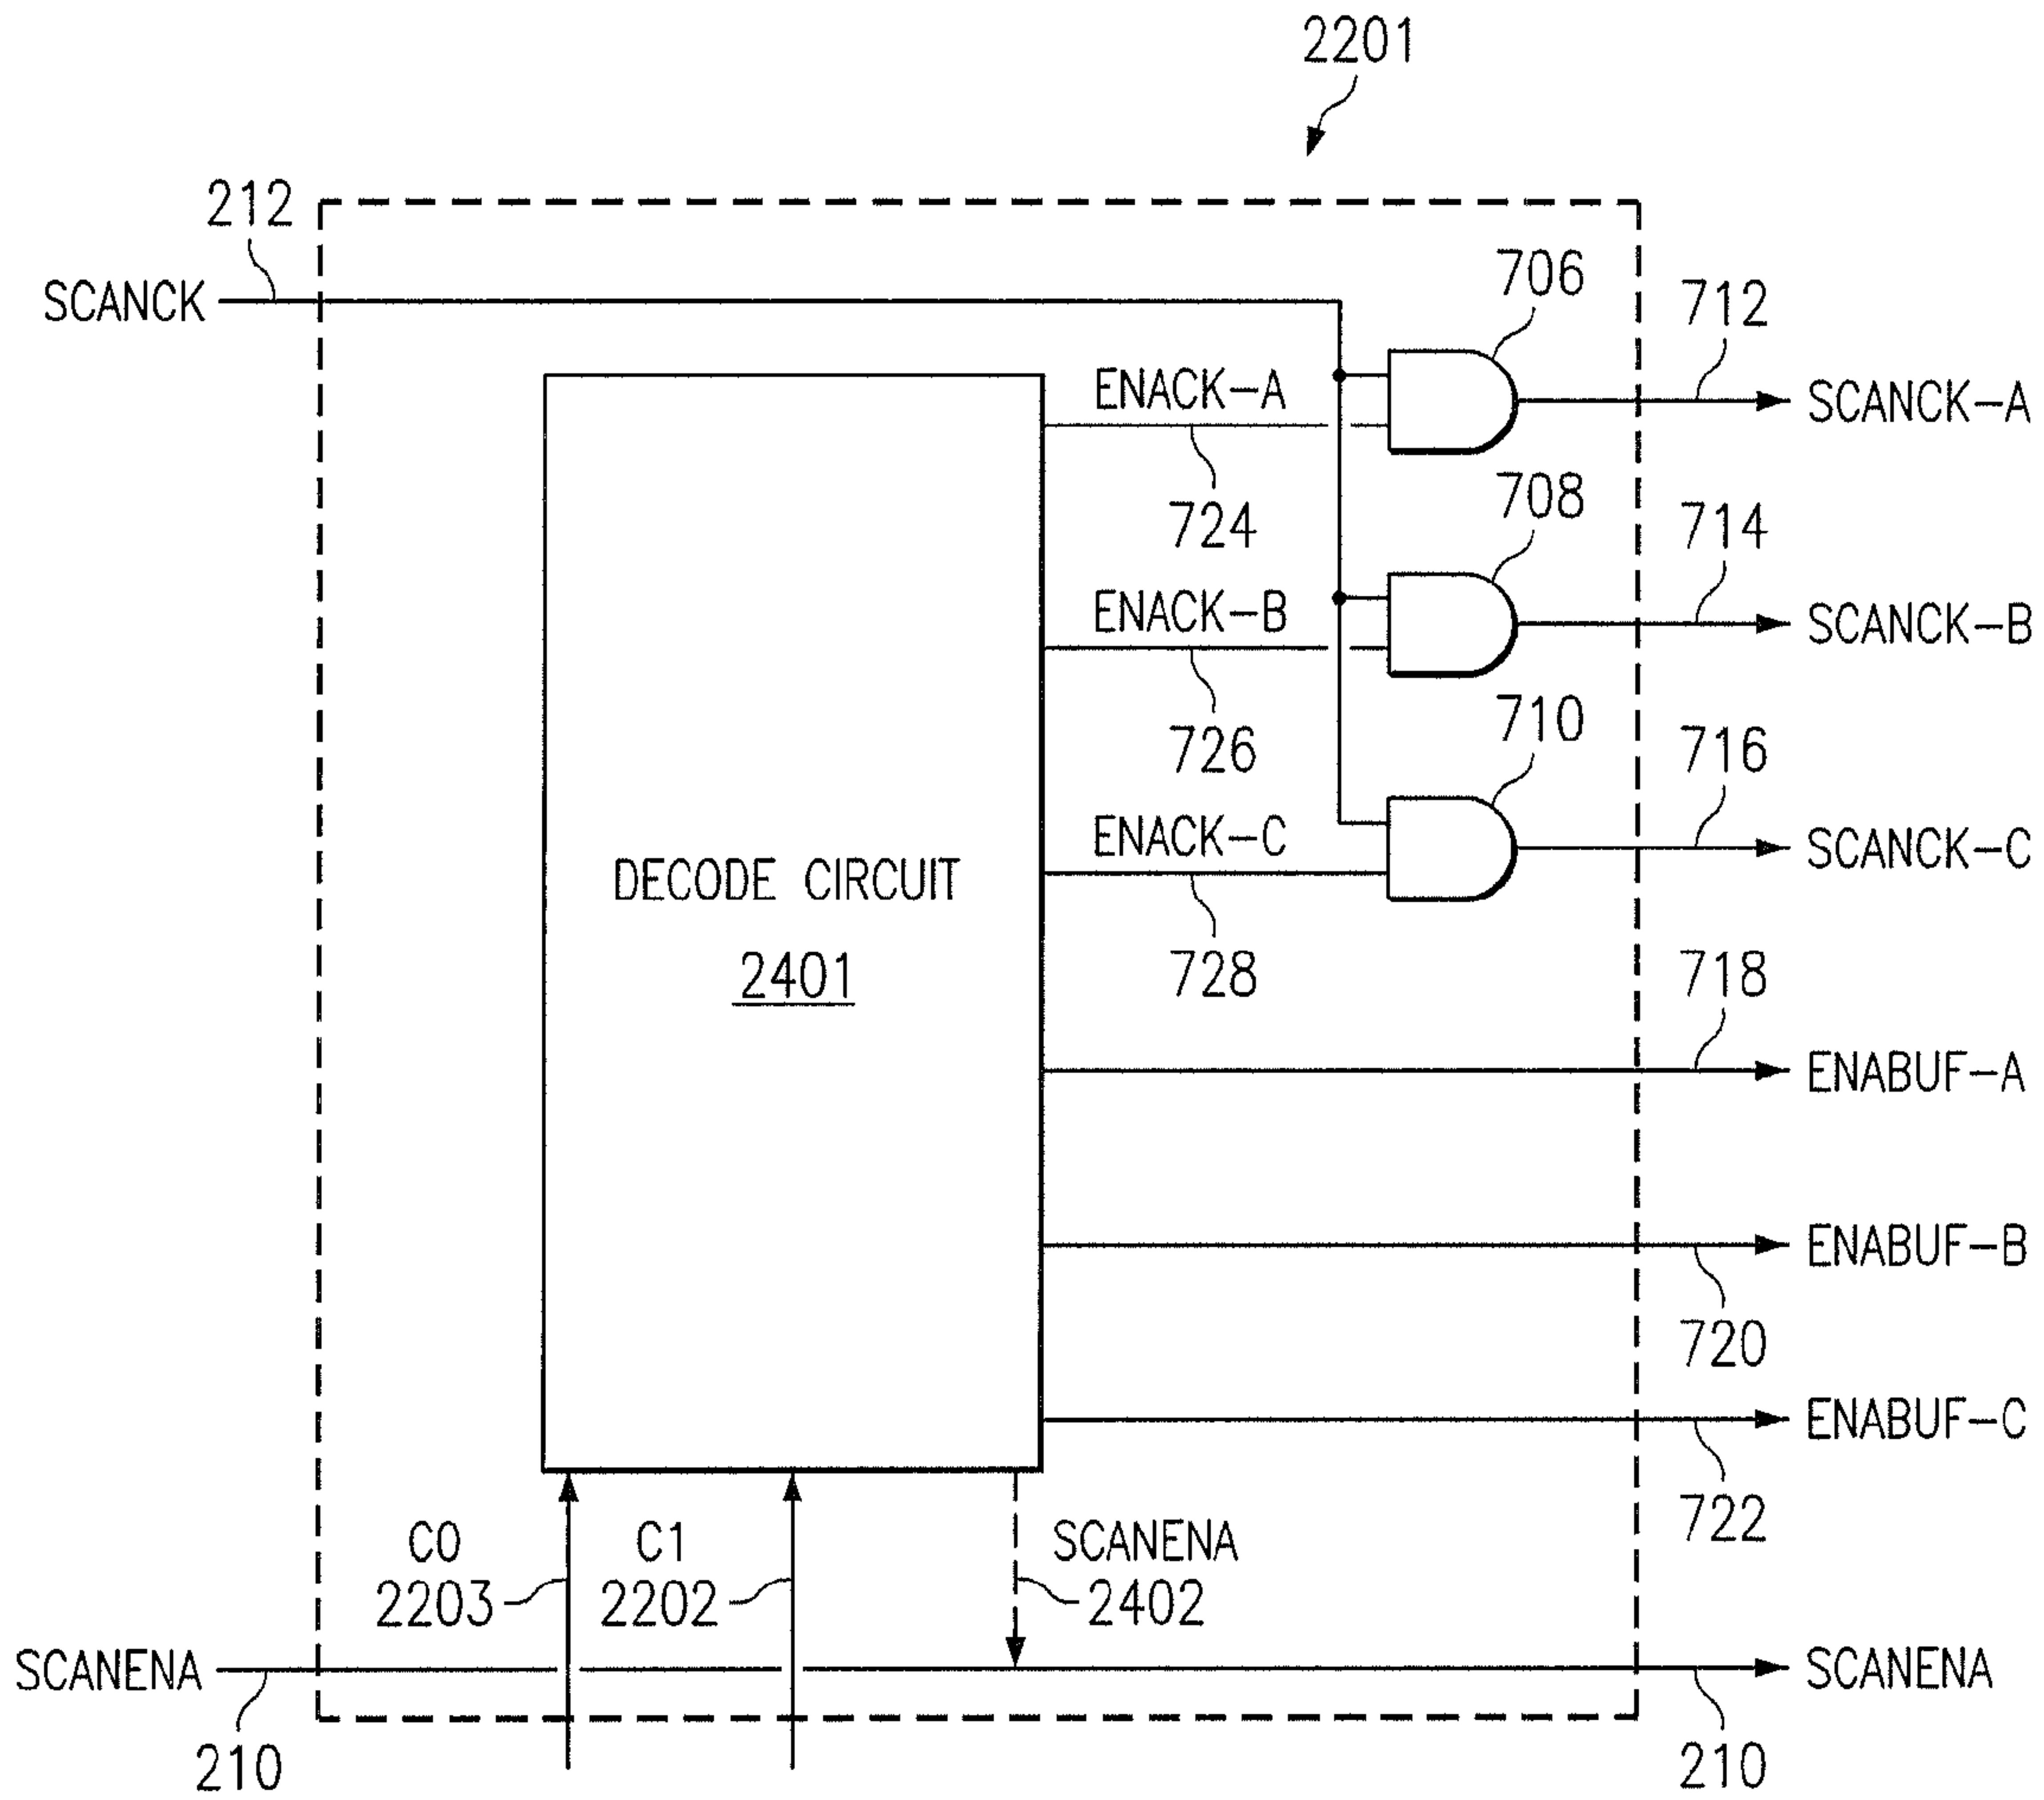 2201
212
SCANCK
706
712
ENACK-A
SCANCK-A
724
708
714
ENACK-B
SCANCK-B
726
710
716
ENACK-C
SCANCK-C
DECODE CIRCUIT
2401
728
718
ENABUF-A
ENABUF-B
720
ENABUF-C
722
C0
2203
C1
2202
SCANENA
2402
SCANENA
SCANENA
210
210